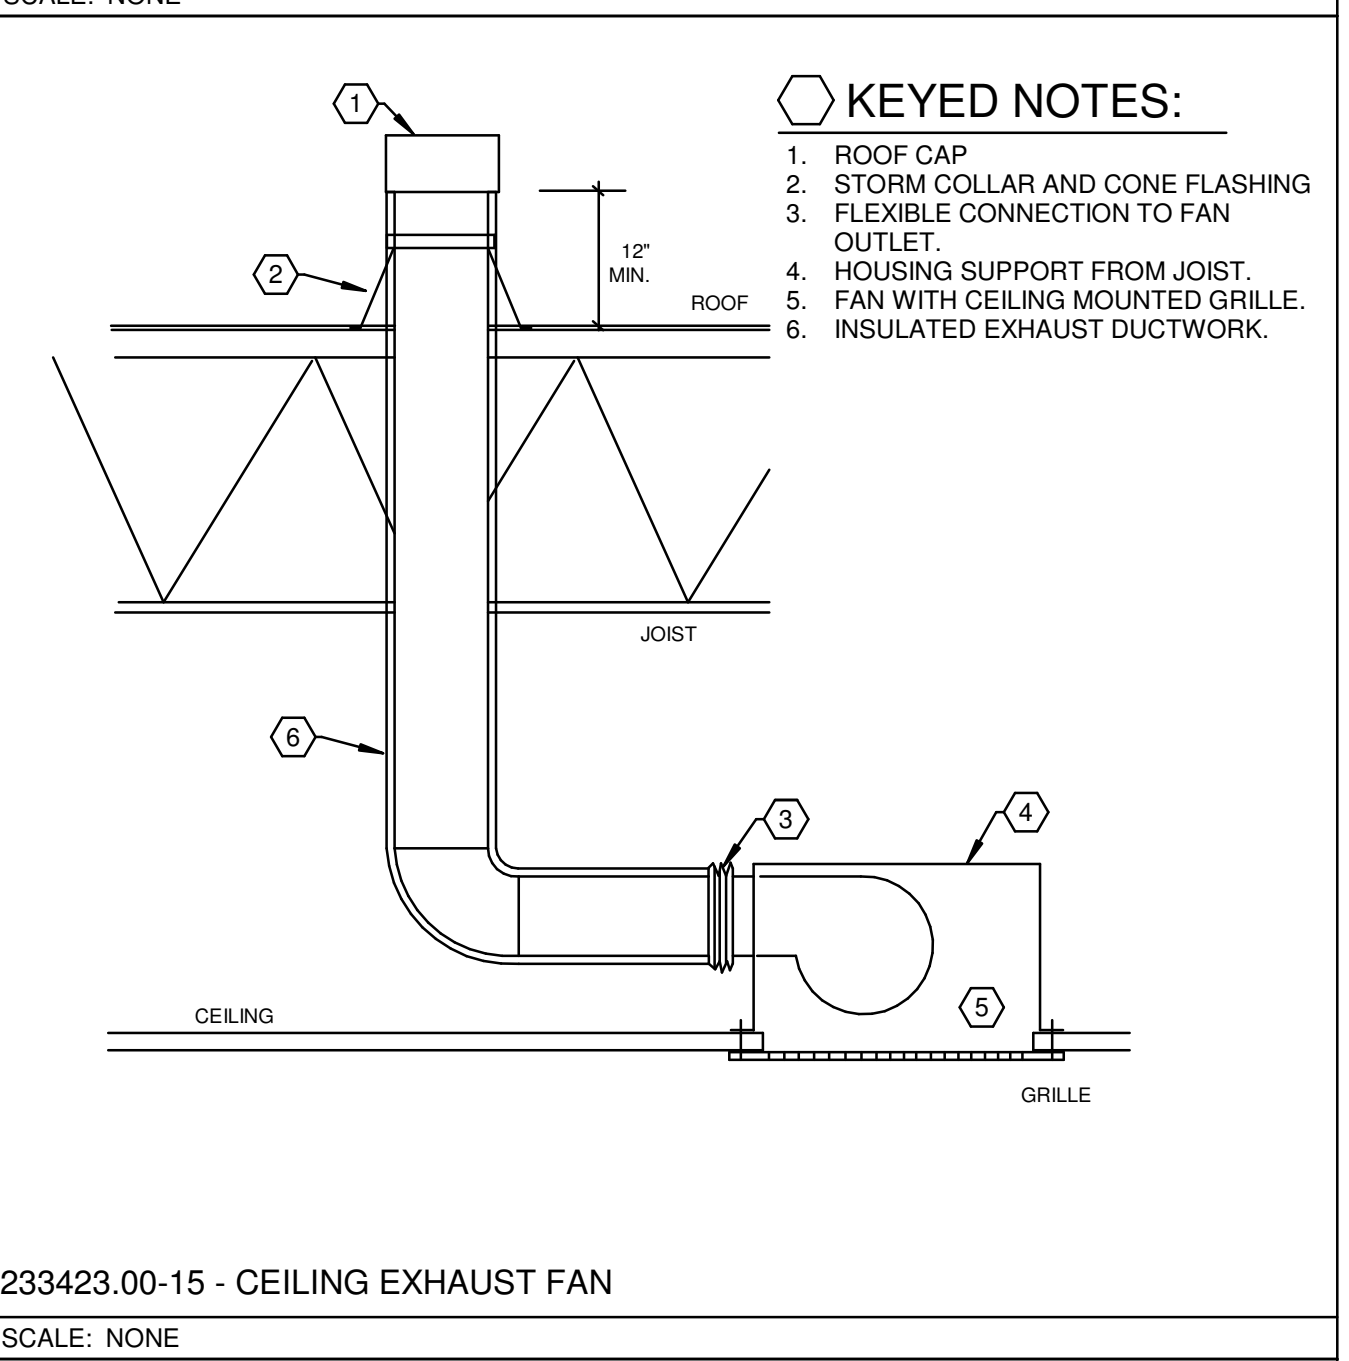 SCALE: NONE
KEYED NOTES:
1. ROOF CAP
2. STORM COLLAR AND CONE FLASHING
3. FLEXIBLE CONNECTION TO FAN
OUTLET.
4. HOUSING SUPPORT FROM JOIST.
5. FAN WITH CEILING MOUNTED GRILLE.
6. INSULATED EXHAUST DUCTWORK.
1
2
12"
MIN.
ROOF
JOIST
6
3
4
5
CEILING
GRILLE
233423.00-15 - CEILING EXHAUST FAN
SCALE: NONE